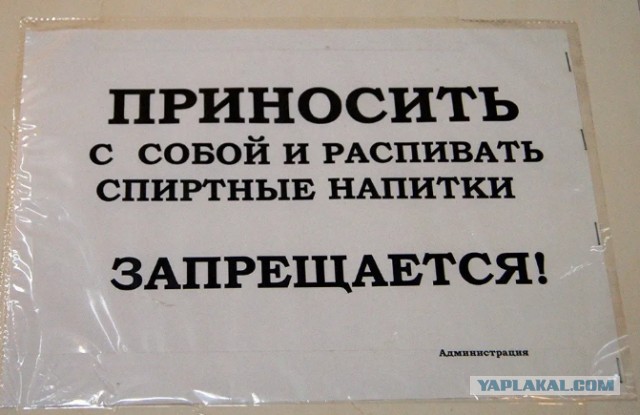 ПРИНОСИТЬ
С СОБОЙ И РАСПИВАТЬ
СПИРТНЫЕ НАПИТКИ
ЗАПРЕЩАЕТСЯ!
Администрация
YAPLAKAL.COM